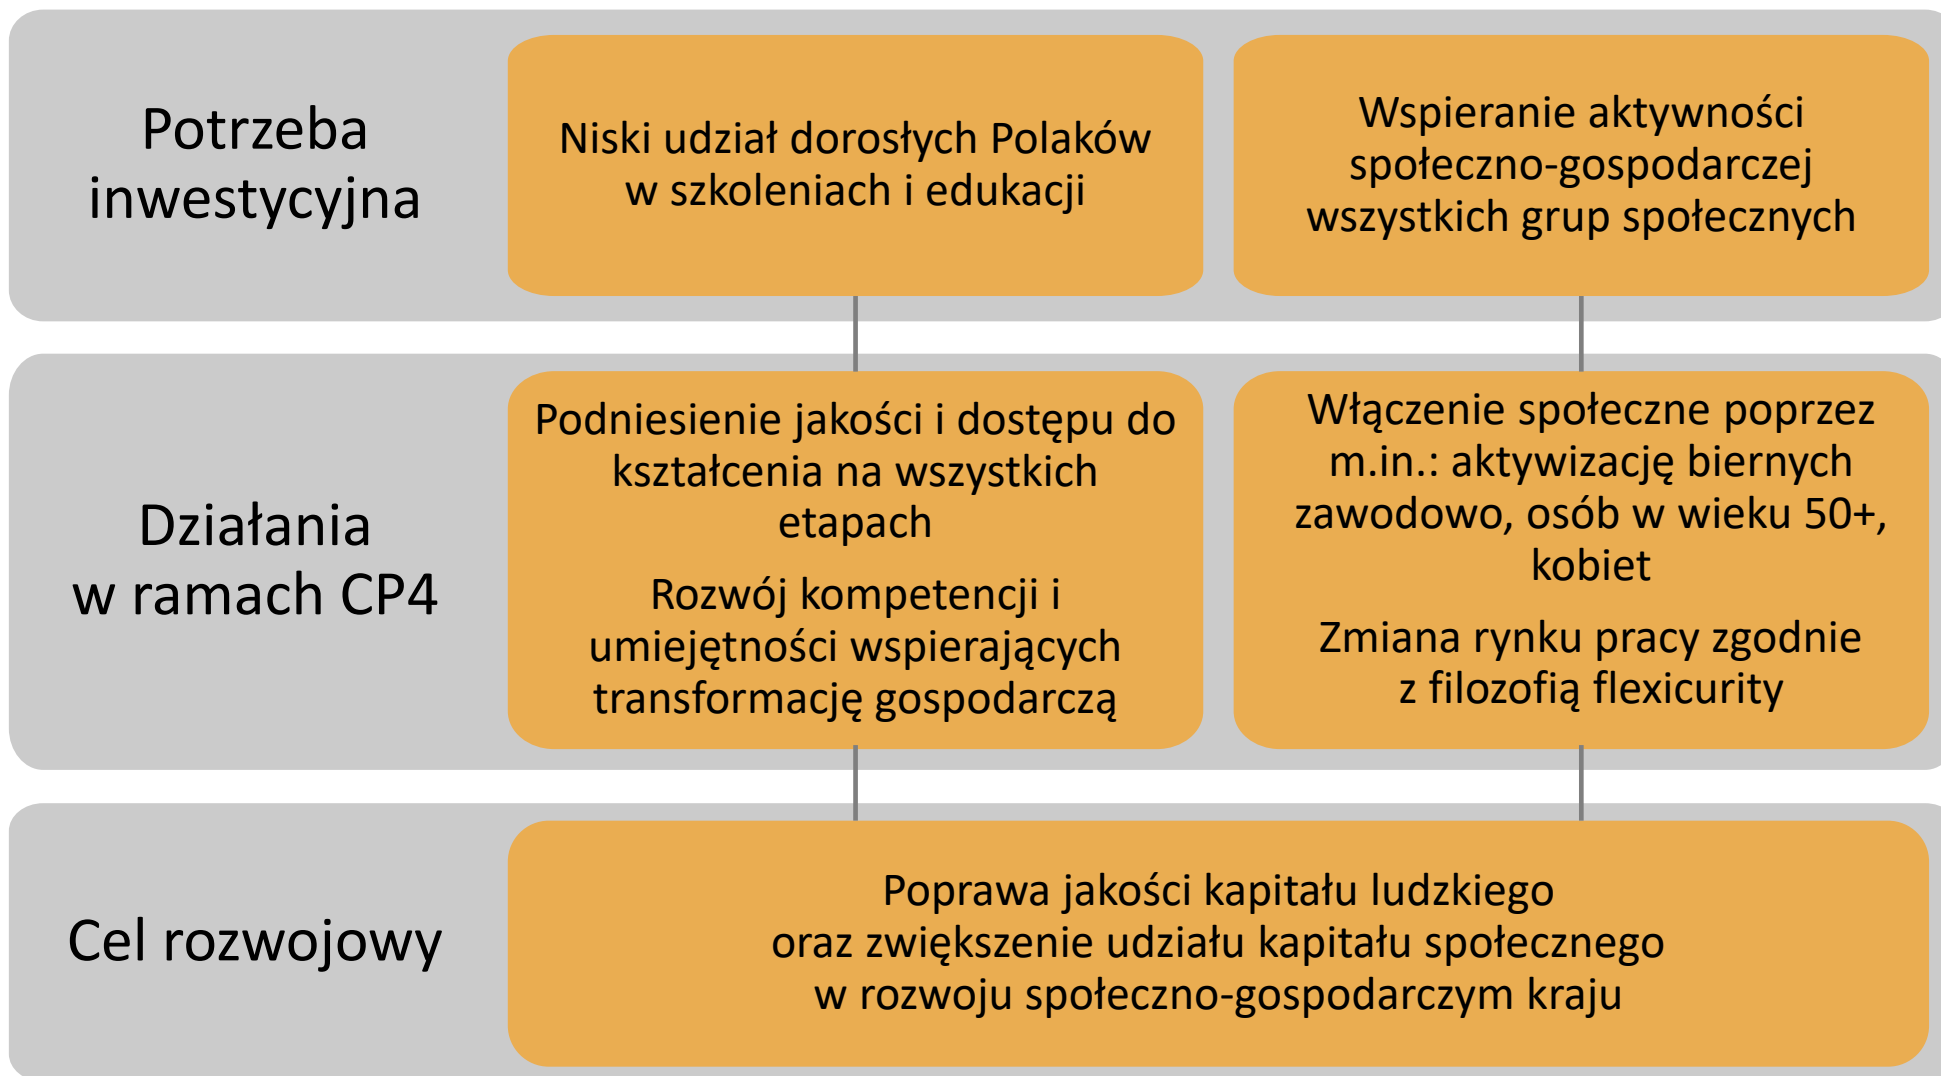 Potrzeba
inwestycyjna
Niski udział dorosłych Polaków
w szkoleniach i edukacji
Wspieranie aktywności
społeczno-gospodarczej
wszystkich grup społecznych
Działania
w ramach CP4
Podniesienie jakości i dostępu do
kształcenia na wszystkich
etapach
Rozwój kompetencji i
umiejętności wspierających
transformację gospodarczą
Włączenie społeczne poprzez
m.in.: aktywizację biernych
zawodowo, osób w wieku 50+,
kobiet
Zmiana rynku pracy zgodnie
z filozofią flexicurity
Cel rozwojowy
Poprawa jakości kapitału ludzkiego
oraz zwiększenie udziału kapitału społecznego
w rozwoju społeczno-gospodarczym kraju